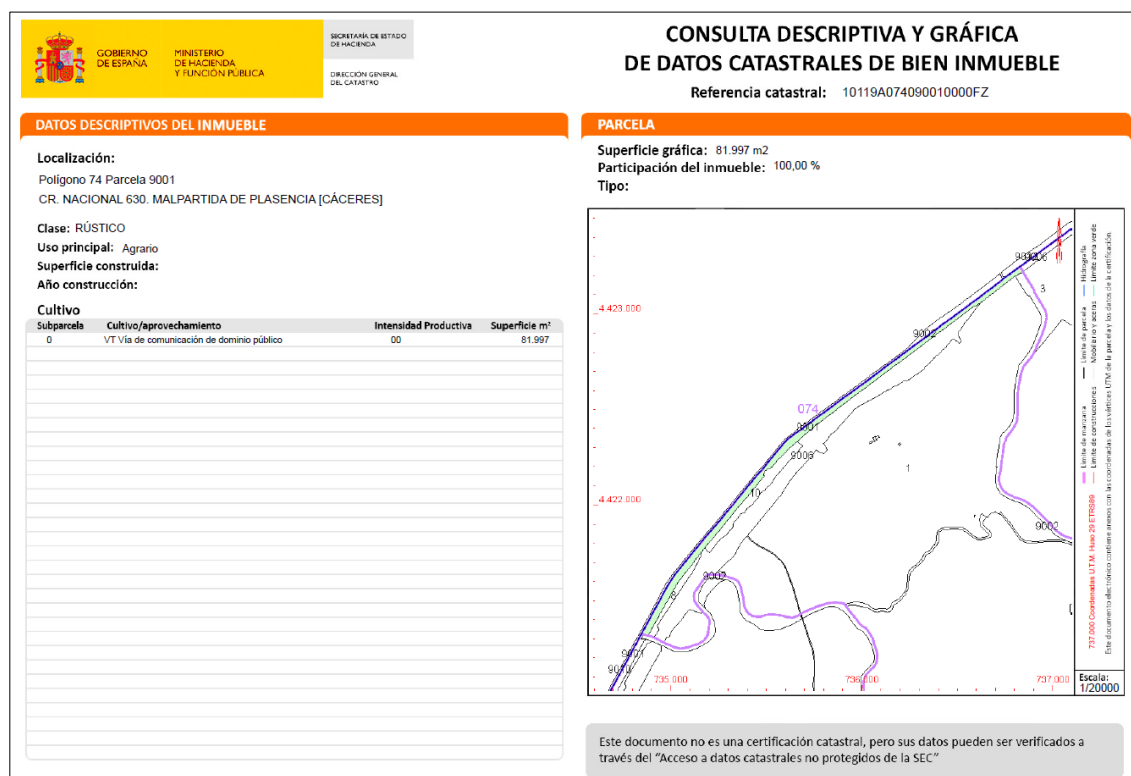 GOBIERNO
DE ESPAÑA
MINISTERIO
DE HACIENDA
Y FUNCIÓN PÚBLICA
SECRETARÍA DE ESTADO
DE HACIENDA
DIRECCIÓN GENERAL
DEL CATASTRO
CONSULTA DESCRIPTIVA Y GRÁFICA
DE DATOS CATASTRALES DE BIEN INMUEBLE
Referencia catastral: 10119A074090010000FZ
DATOS DESCRIPTIVOS DEL INMUEBLE
Localización:
Polígono 74 Parcela 9001
CR. NACIONAL 630. MALPARTIDA DE PLASENCIA [CÁCERES]
Clase: RÚSTICO
Uso principal: Agrario
Superficie construida:
Año construcción:
Cultivo
Subparcela Cultivo/aprovechamiento Intensidad Productiva Superficie m²
0 VT Vía de comunicación de dominio público 00 81.997
PARCELA
Superficie gráfica: 81.997 m2
Participación del inmueble: 100,00 %
Tipo:
3
4.423.000
9002
074
9001
9006
1
10
4.422.000
9002
9007
8
9001
9010
735.000
736.000
737.000
Límite de manzana
Límite de parcela
Hidrografía
Límite de construcciones
Mobiliario y aceras
Límite zona verde
737.000 Coordenadas U.T.M. Huso 29 ETRS89
Este documento electrónico contiene anexos con las coordenadas de los vértices UTM de la parcela y los datos de la certificación.
Escala:
1/20000
Este documento no es una certificación catastral, pero sus datos pueden ser verificados a
través del "Acceso a datos catastrales no protegidos de la SEC"